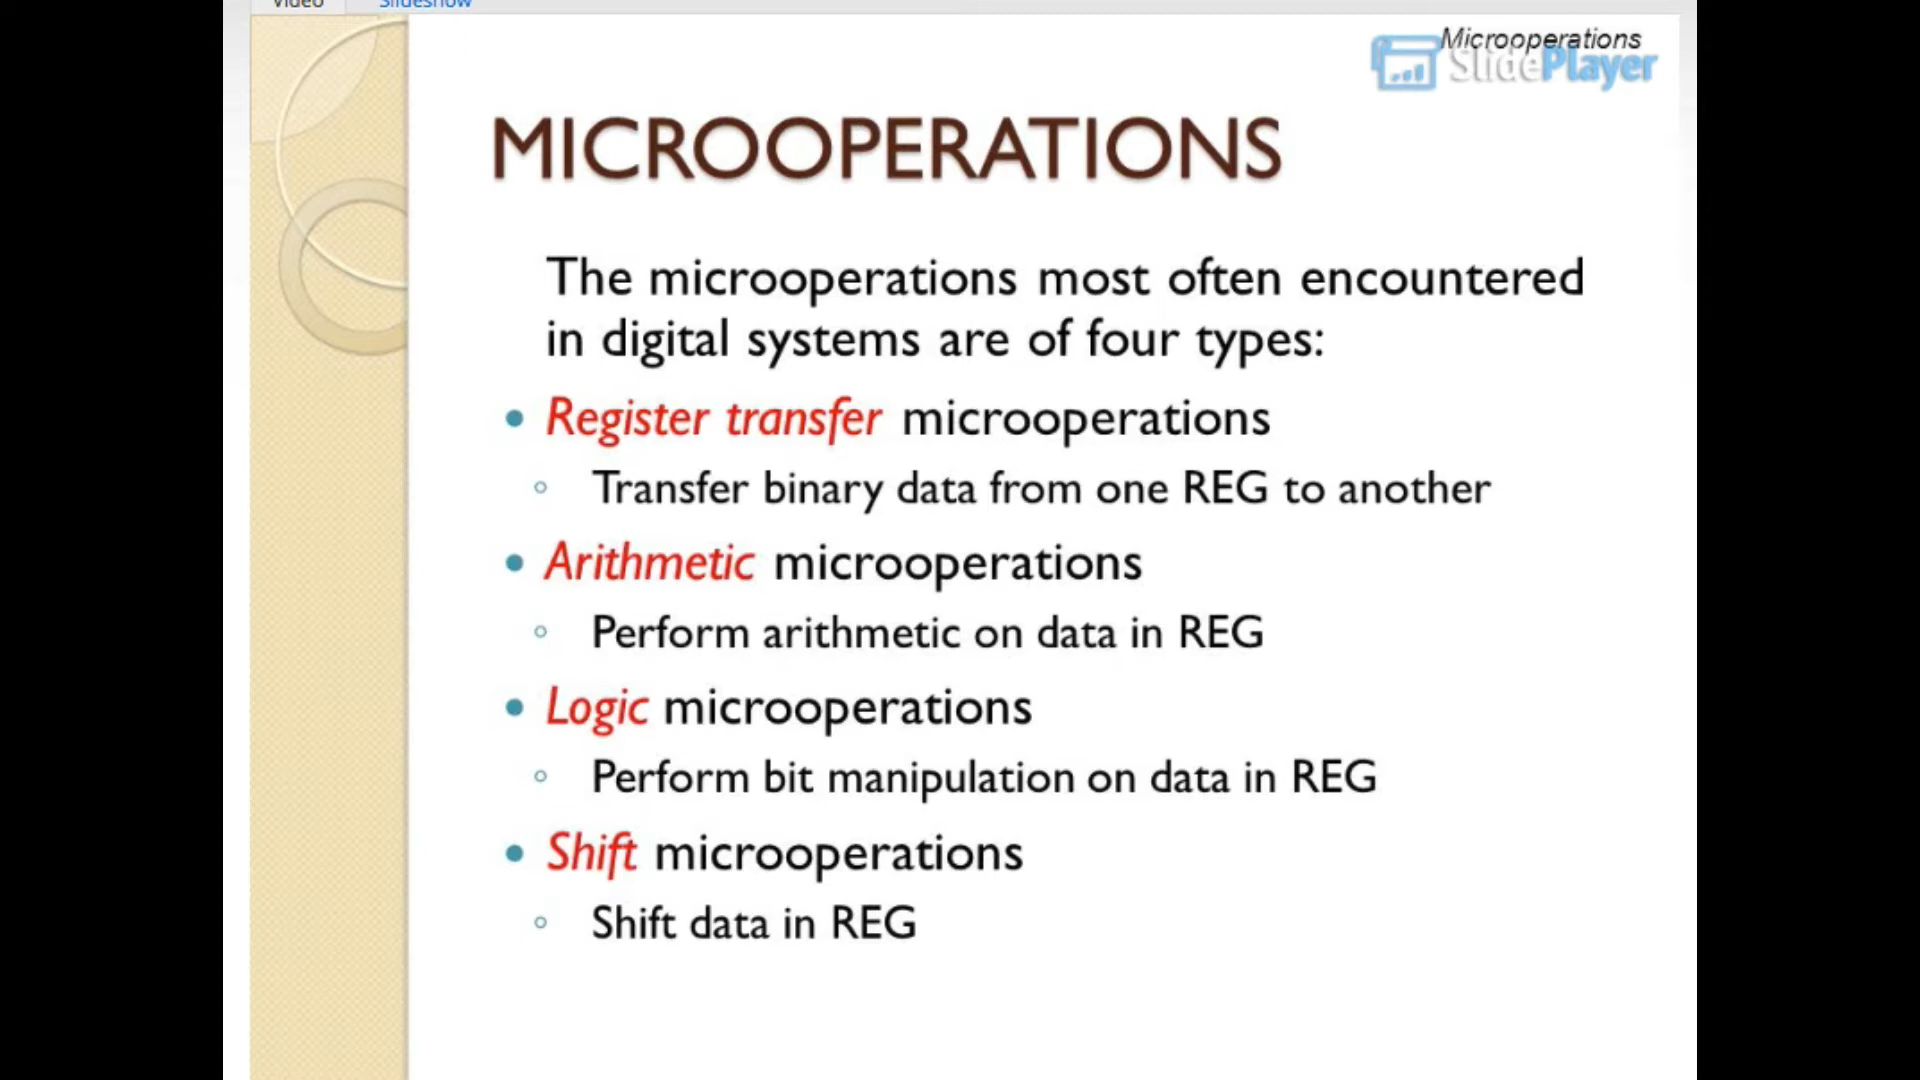 Video Slideshow
Microoperations
SlidePlayer
MICROOPERATIONS
The microoperations most often encountered
in digital systems are of four types:
• Register transfer microoperations
◦ Transfer binary data from one REG to another
• Arithmetic microoperations
◦ Perform arithmetic on data in REG
• Logic microoperations
◦ Perform bit manipulation on data in REG
• Shift microoperations
◦ Shift data in REG